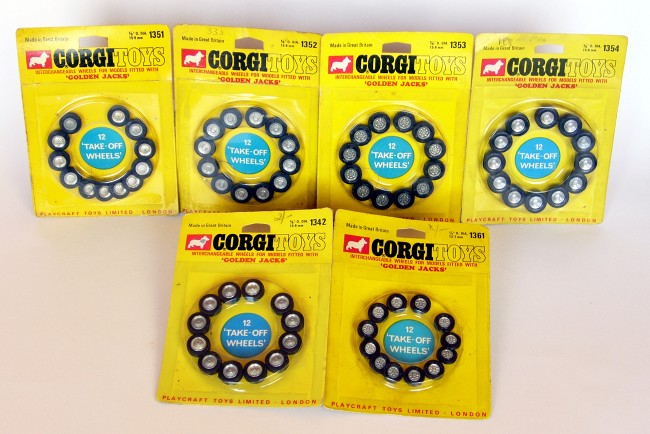 Made in Great Britain
1351
CORGI TOYS
INTERCHANGEABLE WHEELS FOR MODELS FITTED WITH
'GOLDEN JACKS'
12
'TAKE-OFF
WHEELS'
PLAYCRAFT TOYS LIMITED - LONDON
Made in Great Britain
1352
CORGI TOYS
INTERCHANGEABLE WHEELS FOR MODELS FITTED WITH
'GOLDEN JACKS'
12
'TAKE-OFF
WHEELS'
PLAYCRAFT TOYS LIMITED - LONDON
Made in Great Britain
1353
CORGI TOYS
INTERCHANGEABLE WHEELS FOR MODELS FITTED WITH
'GOLDEN JACKS'
12
'TAKE-OFF
WHEELS'
PLAYCRAFT TOYS LIMITED - LONDON
1354
CORGI TOYS
INTERCHANGEABLE WHEELS FOR MODELS FITTED WITH
'GOLDEN JACKS'
12
'TAKE-OFF
WHEELS'
PLAYCRAFT TOYS LIMITED - LONDON
Made in Great Britain
1342
CORGI TOYS
INTERCHANGEABLE WHEELS FOR MODELS FITTED WITH
'GOLDEN JACKS'
12
'TAKE-OFF
WHEELS'
PLAYCRAFT TOYS LIMITED - LONDON
Made in Great Britain
1361
CORGI TOYS
INTERCHANGEABLE WHEELS FOR MODELS FITTED WITH
'GOLDEN JACKS'
12
'TAKE-OFF
WHEELS'
PLAYCRAFT TOYS LIMITED - LONDON